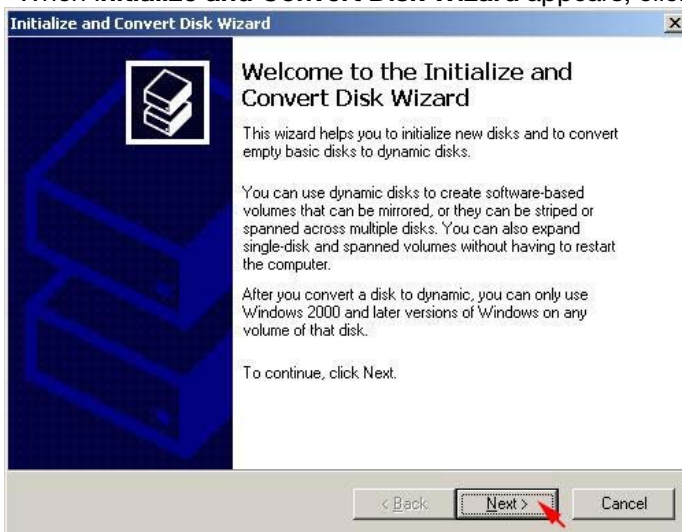 When Initialize and Convert Disk Wizard appears, clic
Initialize and Convert Disk Wizard
Welcome to the Initialize and
Convert Disk Wizard
This wizard helps you to initialize new disks and to convert
empty basic disks to dynamic disks.
You can use dynamic disks to create software-based
volumes that can be mirrored, or they can be striped or
spanned across multiple disks. You can also expand
single-disk and spanned volumes without having to restart
the computer.
After you convert a disk to dynamic, you can only use
Windows 2000 and later versions of Windows on any
volume of that disk.
To continue, click Next.
< Back Next > Cancel